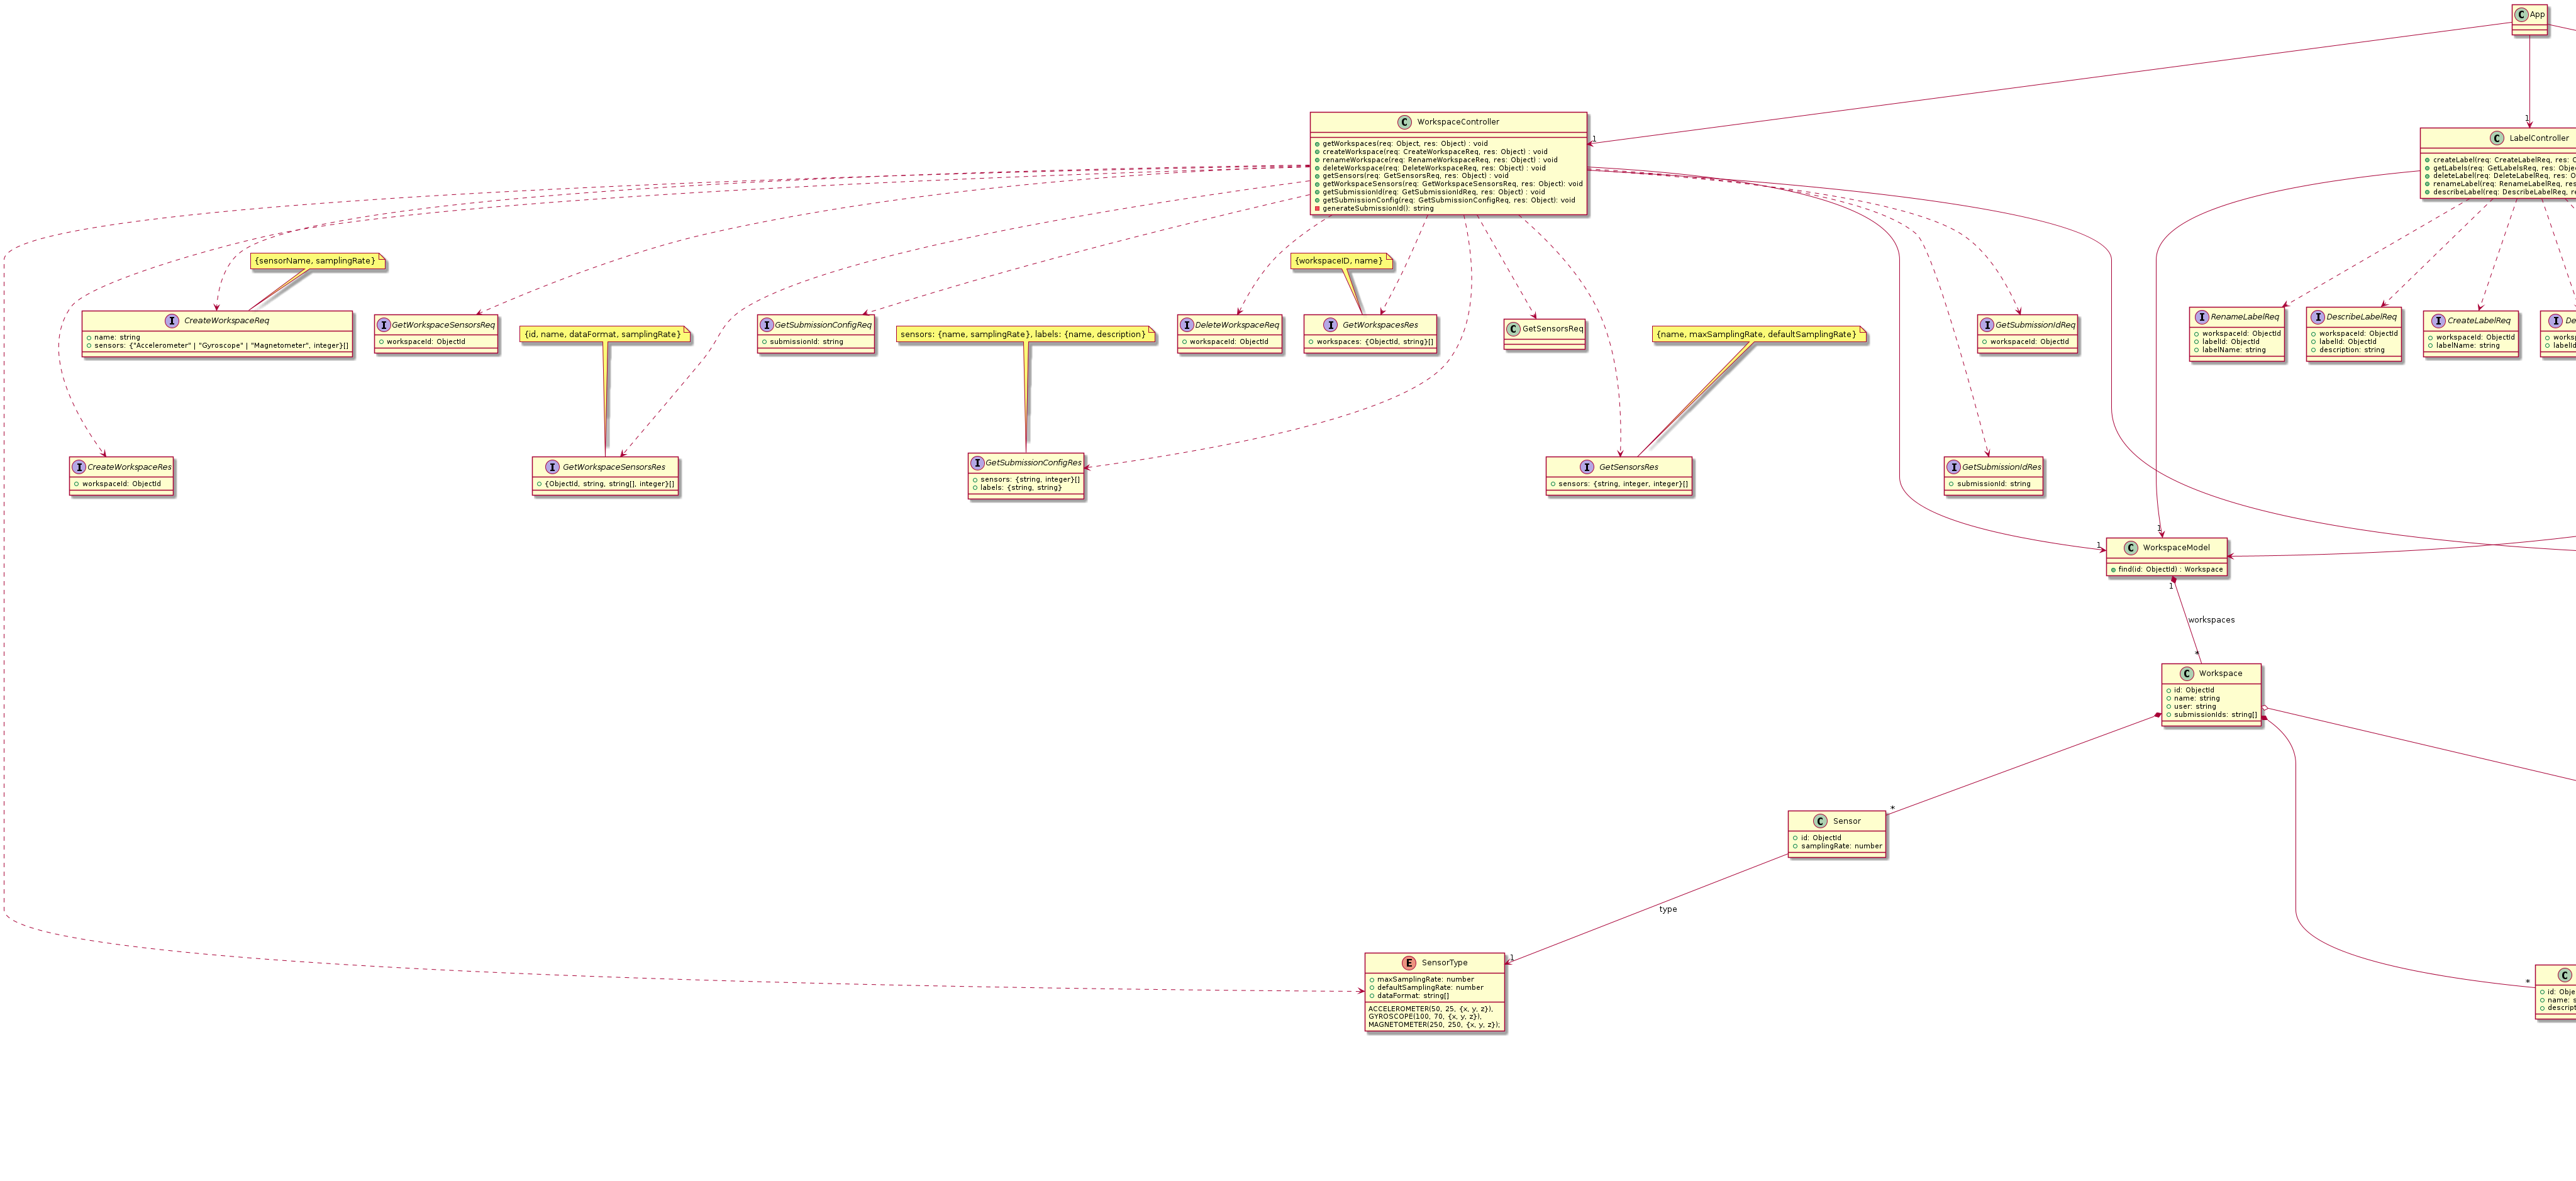 App
1
1
WorkspaceController
getWorkspaces(req: Object, res: Object) : void
createWorkspace(req: CreateWorkspaceReq, res: Object) : void
renameWorkspace(req: RenameWorkspaceReq, res: Object) : void
deleteWorkspace(req: DeleteWorkspaceReq, res: Object) : void
getSensors(req: GetSensorsReq, res: Object) : void
getWorkspaceSensors(req: GetWorkspaceSensorsReq, res: Object): void
getSubmissionId(req: GetSubmissionIdReq, res: Object) : void
getSubmissionConfig(req: GetSubmissionConfigReq, res: Object): void
generateSubmissionId(): string
LabelController
createLabel(req: CreateLabelReq, res:
getLabels(req: GetLabelsReq, res:
deleteLabel(req: DeleteLabelReq, res:
renameLabel(req: RenameLabelReq,
describeLabel(req: DescribeLabelReq,
{sensorName, samplingRate}
{workspaceID, name}
CreateWorkspaceReq
name: string
sensors: {"Accelerometer" | "Gyroscope" | "Magnetometer", integer}[]
GetWorkspaceSensorsReq
workspaceId: ObjectId
{id, name, dataFormat, samplingRate}
GetSubmissionConfigReq
submissionId: string
sensors: {name, samplingRate}, labels: {name, description}
DeleteWorkspaceReq
workspaceId: ObjectId
GetWorkspacesRes
workspaces: {ObjectId, string}[]
GetSensorsReq
{name, maxSamplingRate, defaultSamplingRate}
GetSubmissionIdReq
workspaceId: ObjectId
RenameLabelReq
workspaceId: ObjectId
labelId: ObjectId
labelName: string
DescribeLabelReq
workspaceId: ObjectId
labelId: ObjectId
description: string
CreateLabelReq
workspaceId: ObjectId
labelName: string
CreateWorkspaceRes
workspaceId: ObjectId
GetWorkspaceSensorsRes
{ObjectId, string, string[], integer}[]
GetSubmissionConfigRes
sensors: {string, integer}[]
labels: {string, string}
GetSensorsRes
sensors: {string, integer, integer}[]
GetSubmissionIdRes
submissionId: string
1
1
WorkspaceModel
find(id: ObjectId) : Workspace
1
workspaces
*
Workspace
id: ObjectId
name: string
user: string
submissionIds: string[]
*
Sensor
id: ObjectId
samplingRate: number
type
1
SensorType
maxSamplingRate: number
defaultSamplingRate: number
dataFormat: string[]
ACCELEROMETER(50, 25, {x, y, z}),
GYROSCOPE(100, 70, {x, y, z}),
MAGNETOMETER(250, 250, {x, y, z});
*
id:
name: